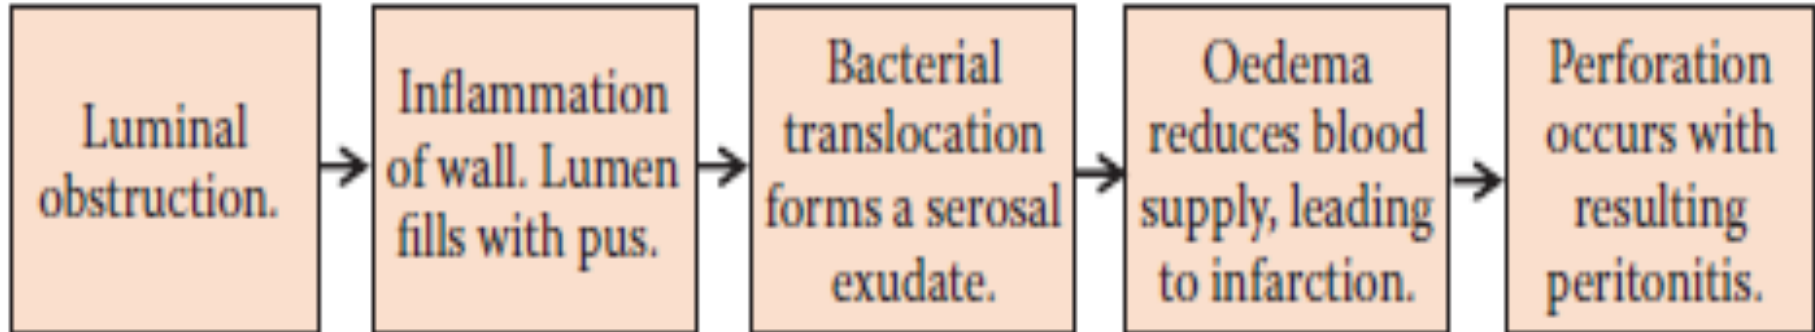 Luminal
obstruction.
Inflammation
of wall. Lumen
fills with pus.
Bacterial
translocation
forms a serosal
exudate.
Oedema
reduces blood
supply, leading
to infarction.
Perforation
occurs with
resulting
peritonitis.